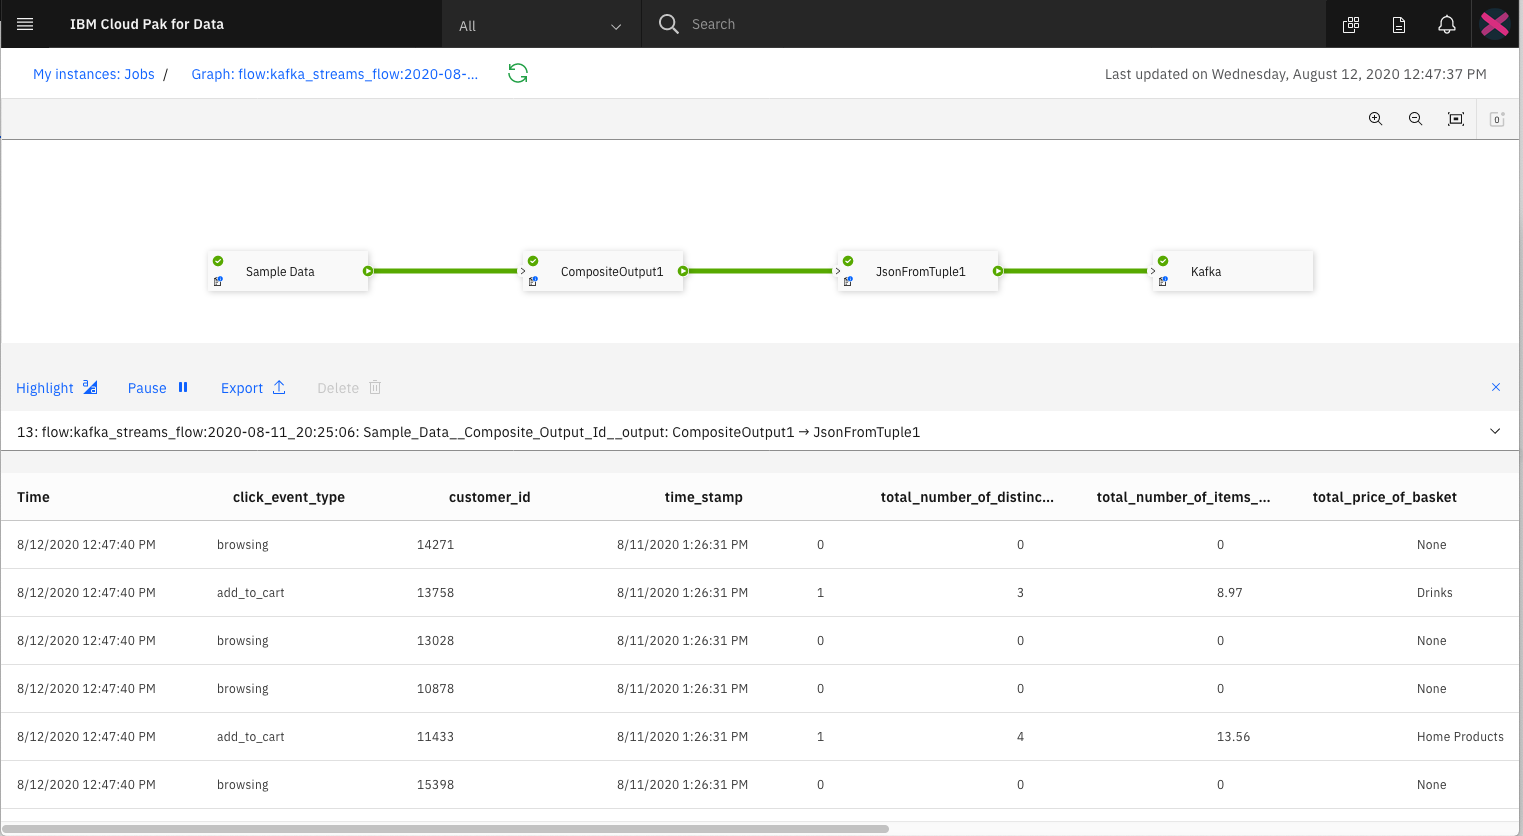 IBM Cloud Pak for Data
All
Search
My instances: Jobs / Graph: flow:kafka_streams_flow:2020-08-...
Last updated on Wednesday, August 12, 2020 12:47:37 PM
Sample Data
CompositeOutput1
JsonFromTuple1
Kafka
Highlight
Pause
Export
Delete
13: flow:kafka_streams_flow:2020-08-11_20:25:06: Sample_Data__Composite_Output_Id__output: CompositeOutput1 → JsonFromTuple1
Time click_event_type customer_id time_stamp total_number_of_distinc... total_number_of_items_... total_price_of_basket
8/12/2020 12:47:40 PM browsing 14271 8/11/2020 1:26:31 PM 0 0 0 None
8/12/2020 12:47:40 PM add_to_cart 13758 8/11/2020 1:26:31 PM 1 3 8.97 Drinks
8/12/2020 12:47:40 PM browsing 13028 8/11/2020 1:26:31 PM 0 0 0 None
8/12/2020 12:47:40 PM browsing 10878 8/11/2020 1:26:31 PM 0 0 0 None
8/12/2020 12:47:40 PM add_to_cart 11433 8/11/2020 1:26:31 PM 1 4 13.56 Home Products
8/12/2020 12:47:40 PM browsing 15398 8/11/2020 1:26:31 PM 0 0 0 None